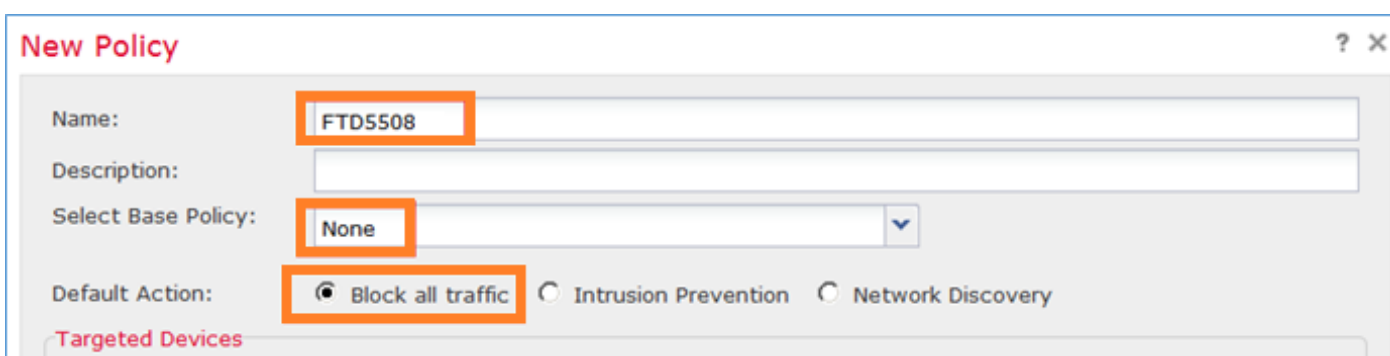 New Policy ? ×
Name: FTD5508
Description:
Select Base Policy: None
Default Action: Block all traffic Intrusion Prevention Network Discovery
Targeted Devices